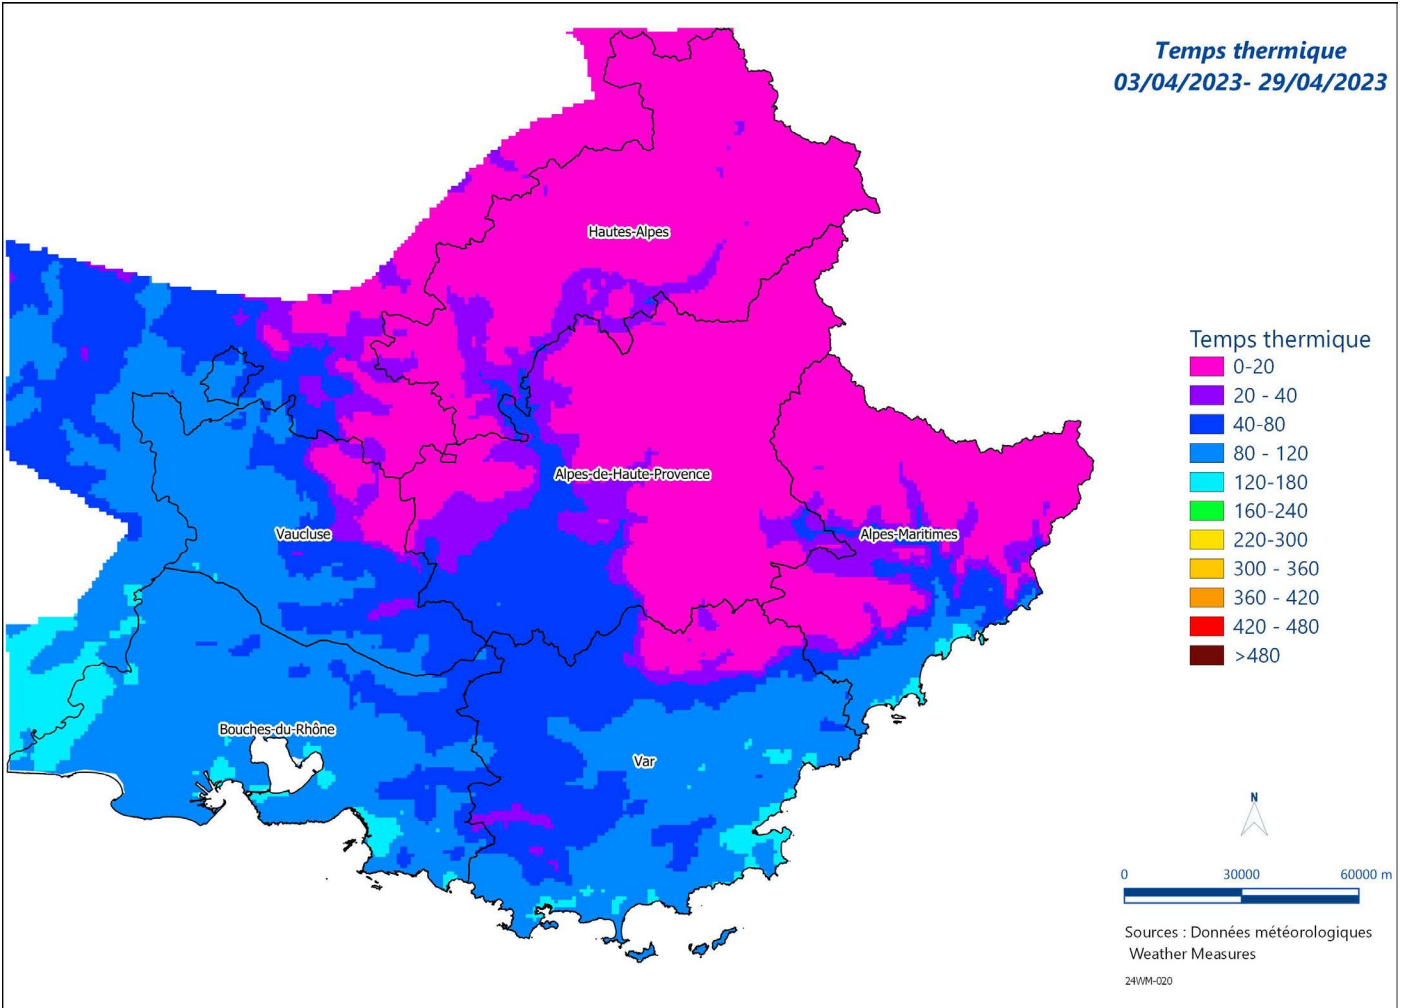 Temps thermique
03/04/2023- 29/04/2023
Hautes-Alpes
Temps thermique
0-20
20 - 40
40-80
80 - 120
120-180
160-240
220-300
300 - 360
360 - 420
420 - 480
>480
Alpes-de-Haute-Provence
Vaucluse
Alpes-Maritimes
Bouches-du-Rhône
Var
N
0 30000 60000 m
Sources : Données météorologiques
Weather Measures
24WM-020